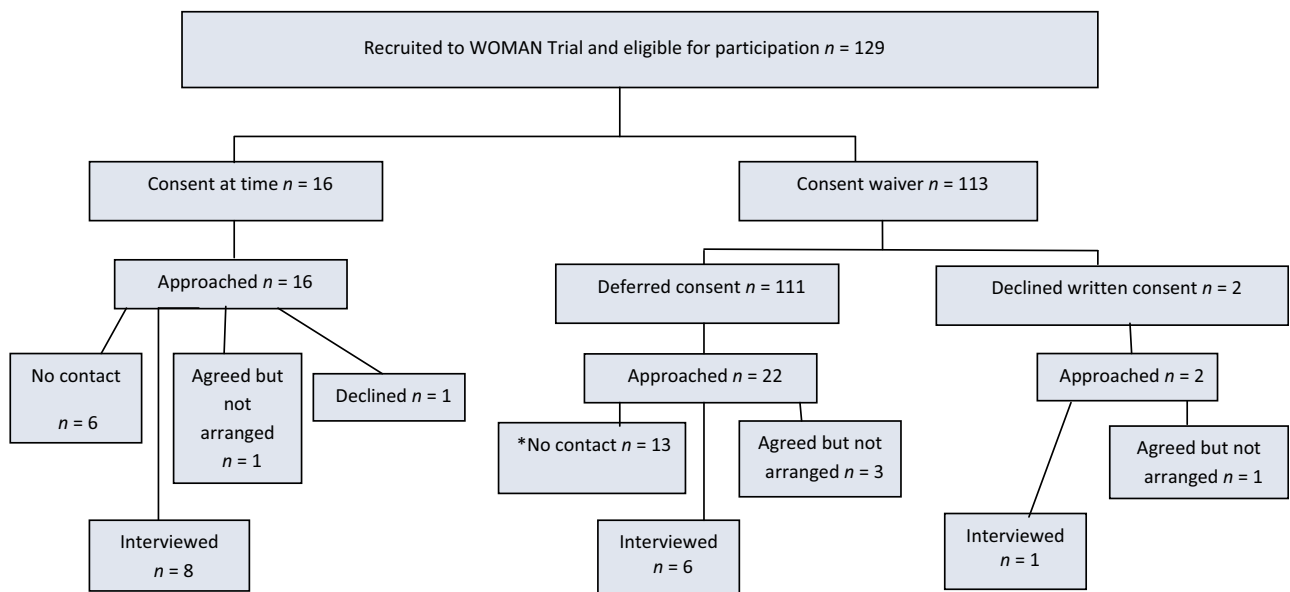 Recruited to WOMAN Trial and eligible for participation n = 129
Consent at time n = 16
Consent waiver n = 113
Approached n = 16
Deferred consent n = 111
Declined written consent n = 2
No contact
n = 6
Agreed but
not
arranged
n = 1
Declined n = 1
Approached n = 22
Approached n = 2
*No contact n = 13
Agreed but not
arranged n = 3
Agreed but not
arranged n = 1
Interviewed
n = 8
Interviewed
n = 6
Interviewed
n = 1